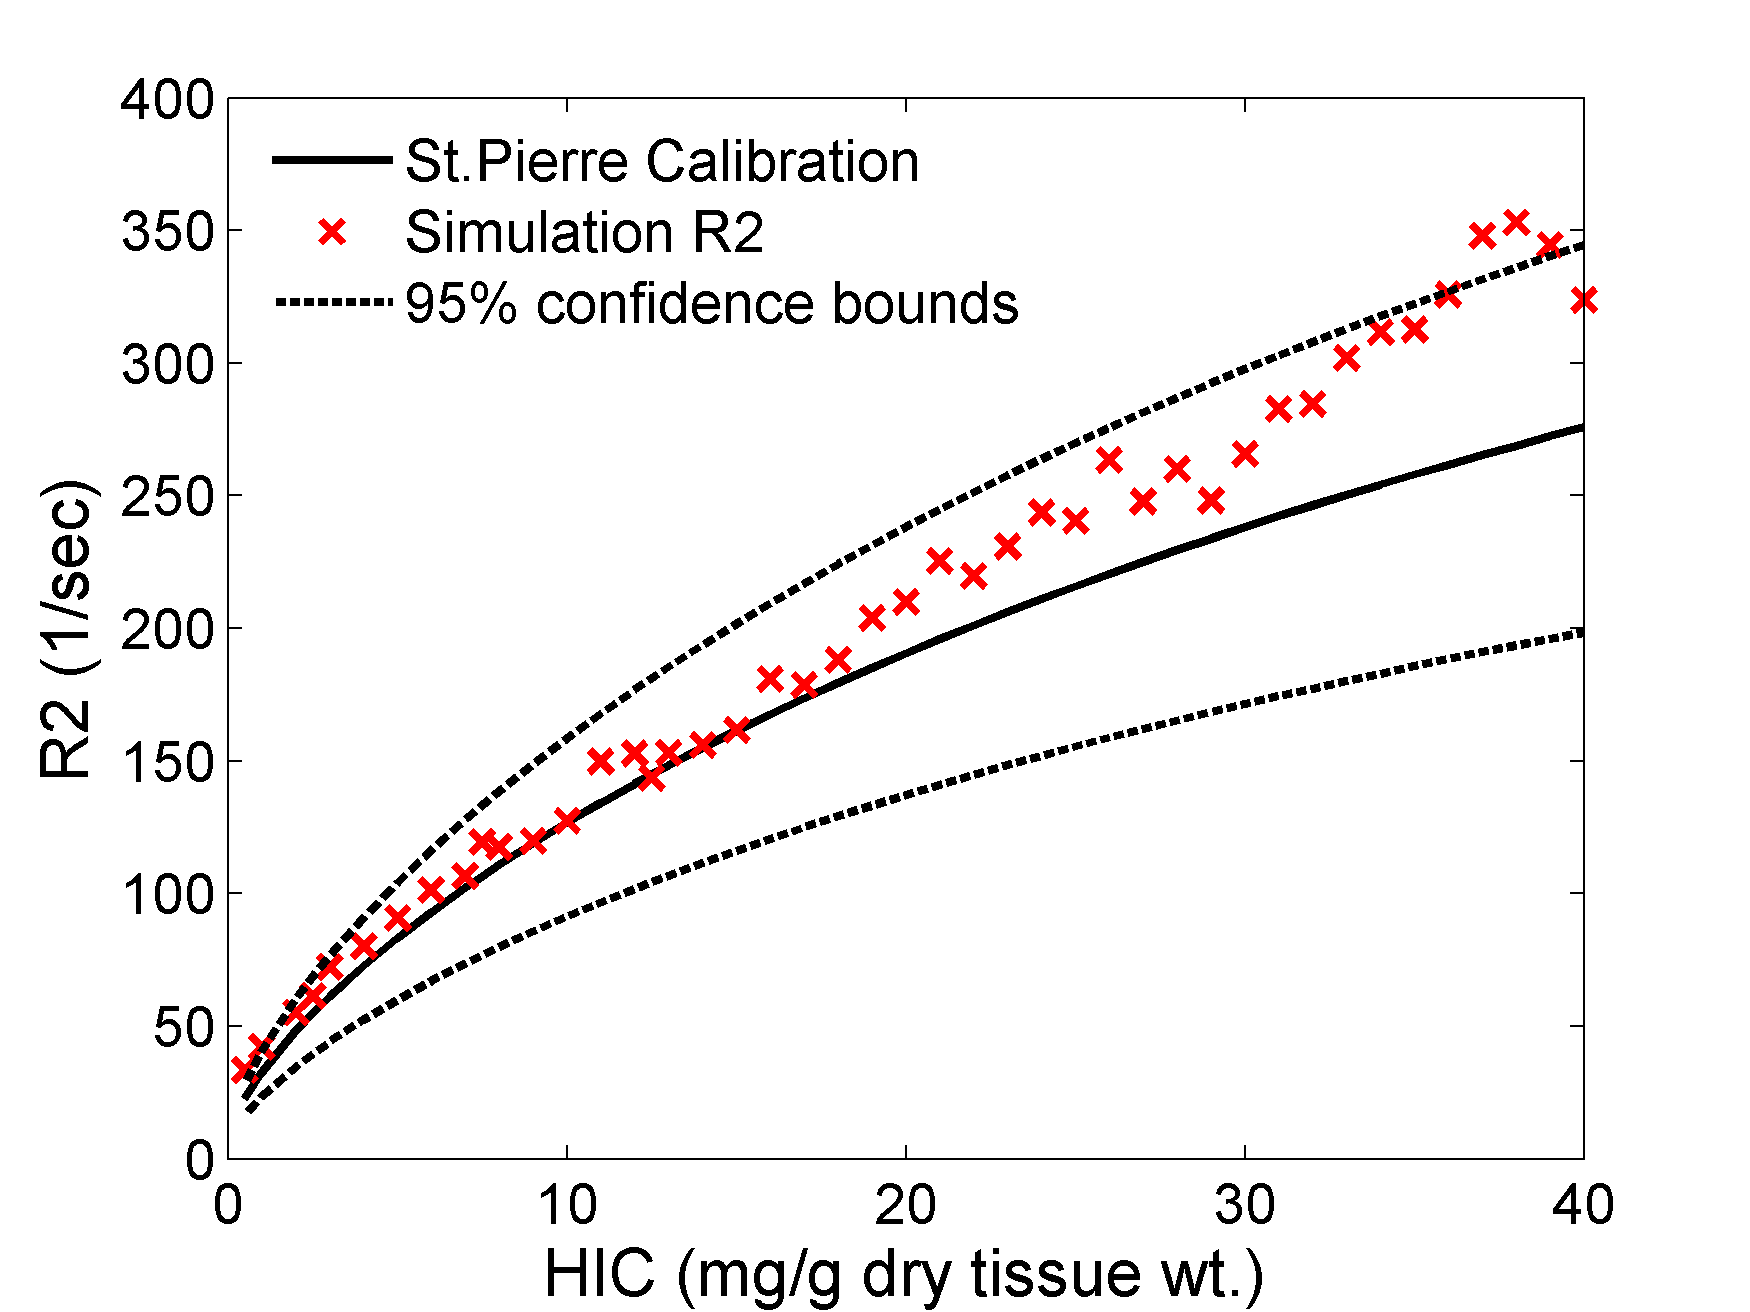 400
350
300
250
200
150
100
50
0
R2 (1/sec)
St.Pierre Calibration
Simulation R2
95% confidence bounds
0 10 20 30 40
HIC (mg/g dry tissue wt.)